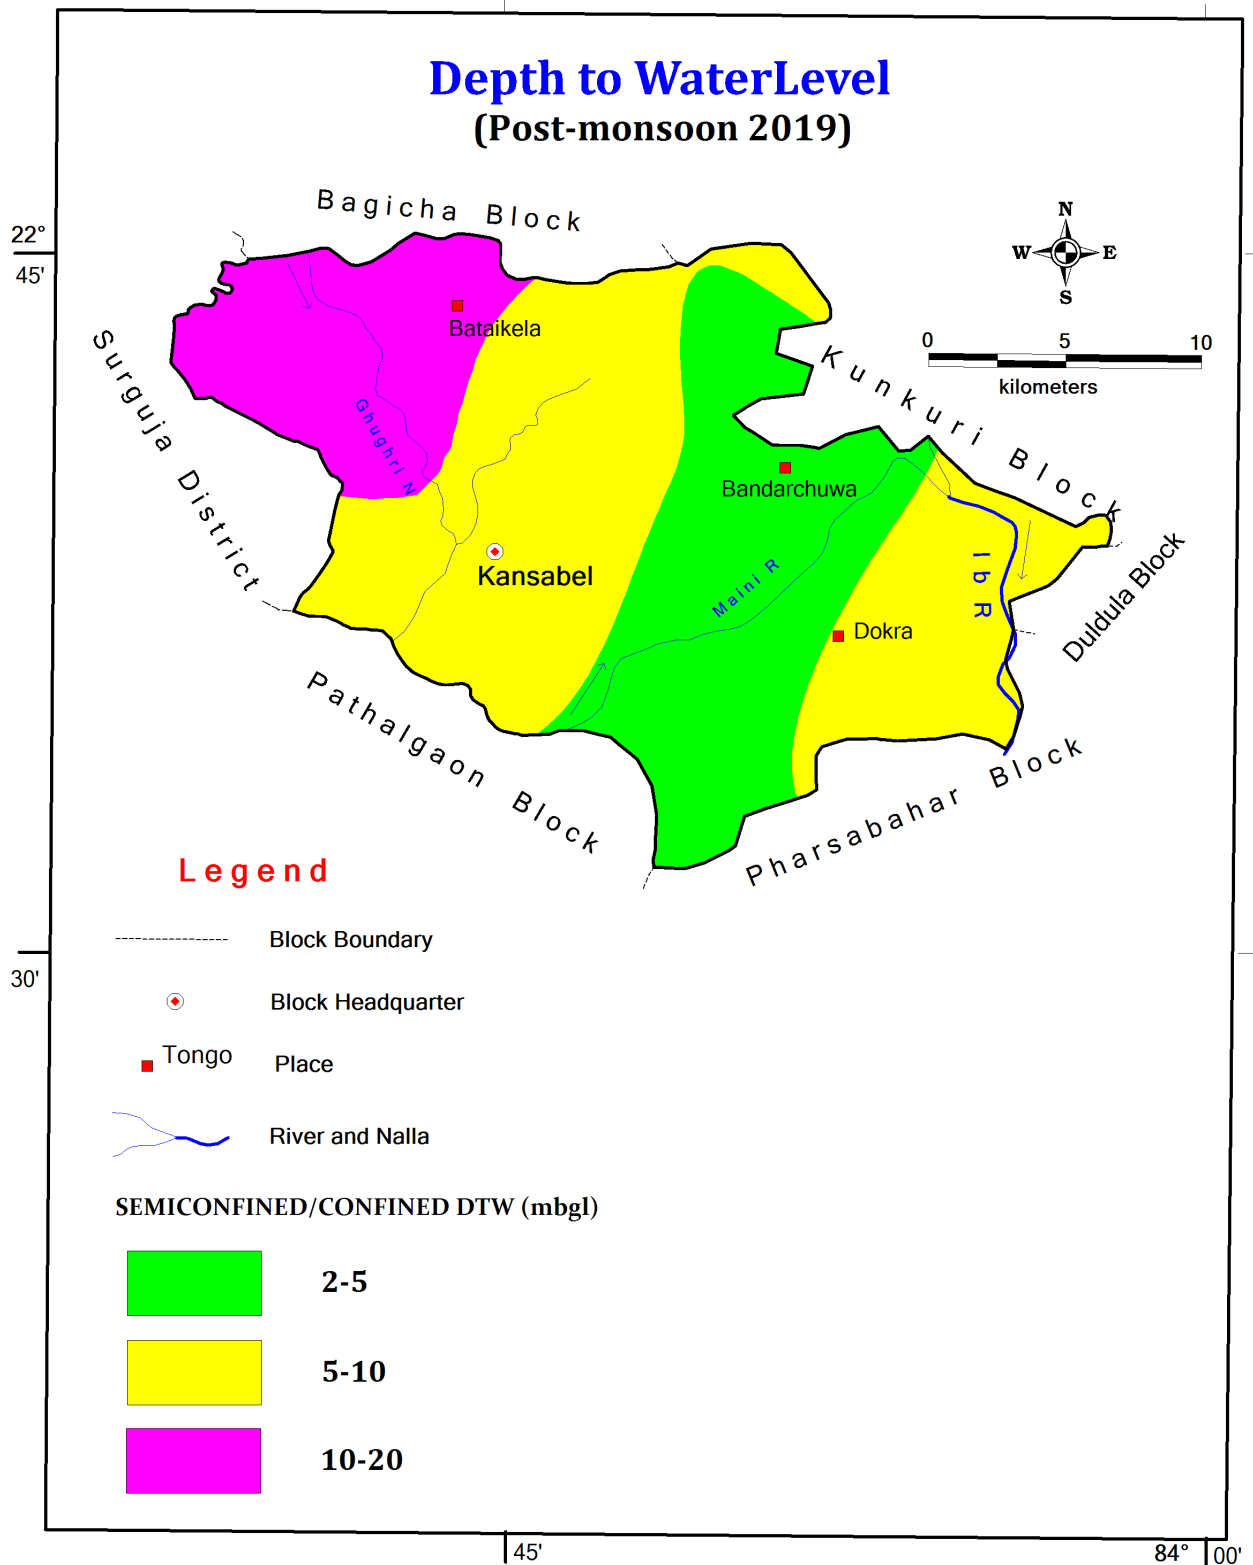 Depth to WaterLevel
(Post-monsoon 2019)
Bagicha Block
N
W E
S
22°
45'
0 5 10
kilometers
Bataikela
Kunkuri Block
Surguja District
Ghughri N
Bandarchuwa
Kansabel
Maini R
Ib R
Duldula Block
Dokra
Pathalgaon Block
Pharsabahar Block
Legend
Block Boundary
30'
Block Headquarter
Tongo
Place
River and Nalla
SEMICONFINED/CONFINED DTW (mbgl)
2-5
5-10
10-20
45'
84° 00'